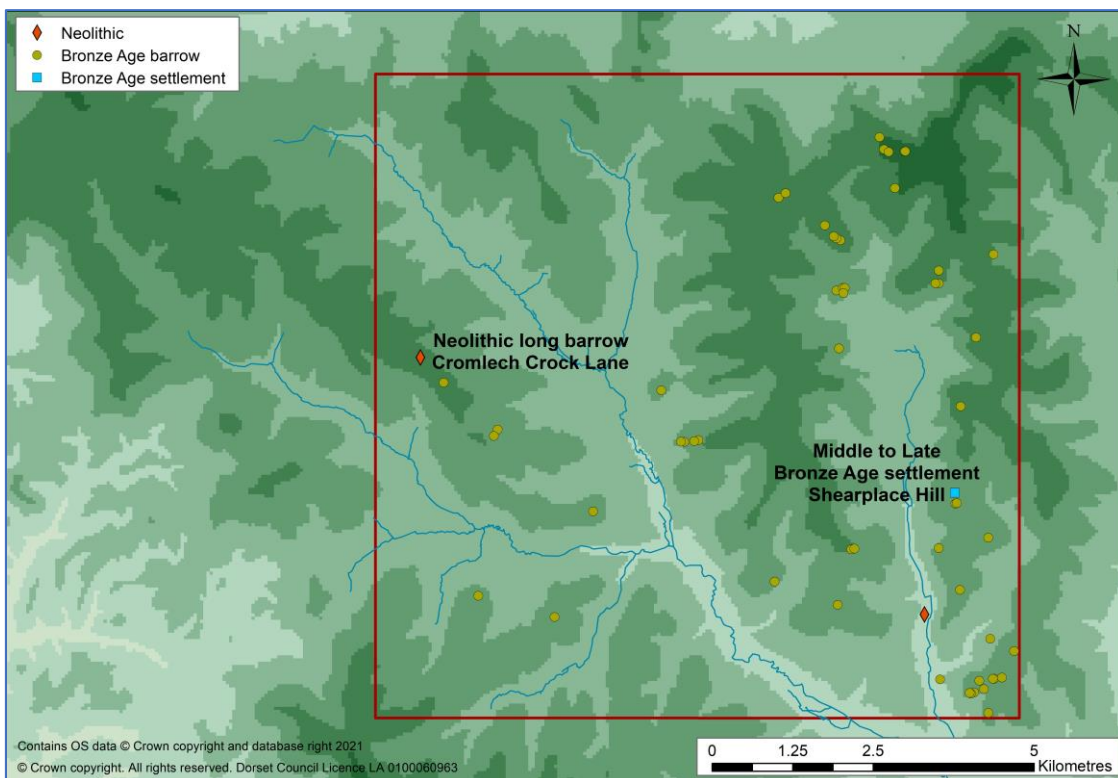 Neolithic
Bronze Age barrow
Bronze Age settlement
N
Neolithic long barrow
Cromlech Crock Lane
Middle to Late
Bronze Age settlement
Shearplace Hill
Contains OS data © Crown copyright and database right 2021
© Crown copyright. All rights reserved. Dorset Council Licence LA 0100060963
0 1.25 2.5 5
Kilometres